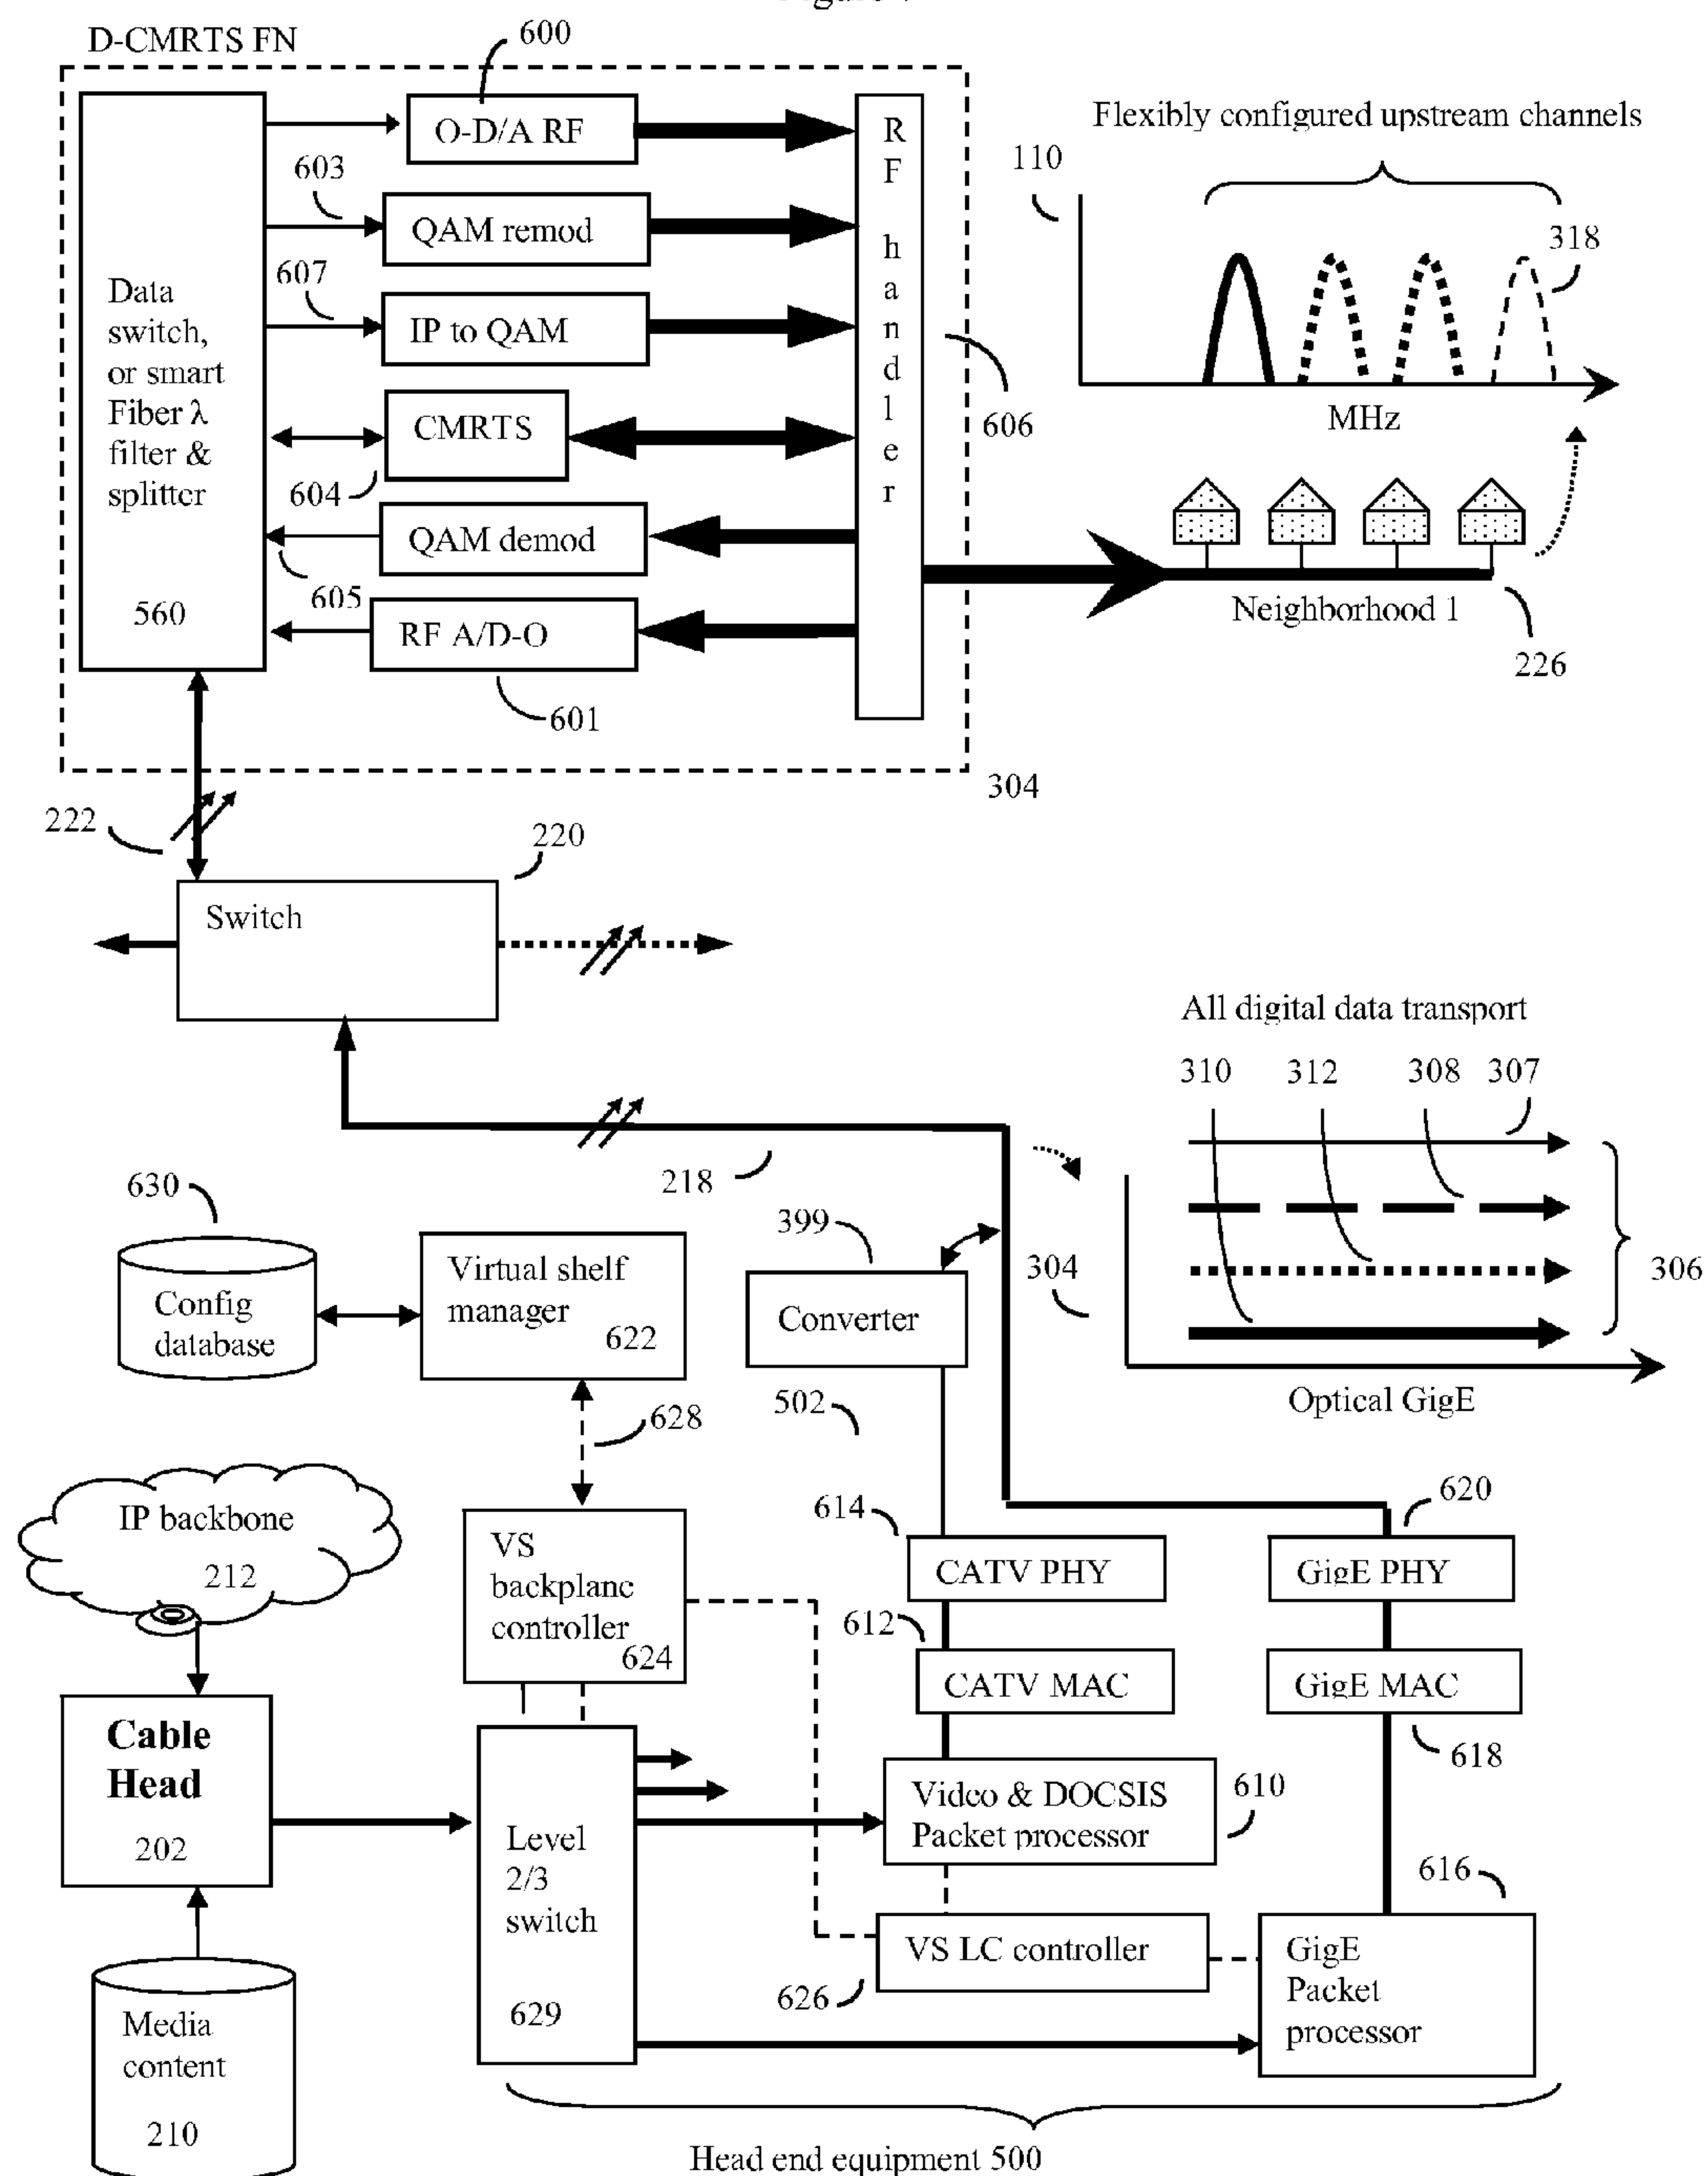 D-CMRTS FN
600
O-D/A RF
603
QAM remod
607
IP to QAM
CMRTS
604
QAM demod
605
RF A/D-O
601
Data
switch,
or smart
Fiber λ
filter &
splitter
560
R
F
h
a
n
d
l
e
r
606
304
Flexibly configured upstream channels
110
318
MHz
Neighborhood 1
226
222
220
Switch
218
All digital data transport
310
312
308
307
306
304
Optical GigE
630
Config
database
Virtual shelf
manager
622
399
Converter
502
628
IP backbone
212
VS
backplane
controller
624
614
CATV PHY
620
GigE PHY
612
CATV MAC
GigE MAC
618
Cable
Head
202
Level
2/3
switch
629
Video & DOCSIS
Packet processor
610
616
VS LC controller
626
GigE
Packet
processor
Media
content
210
Head end equipment 500